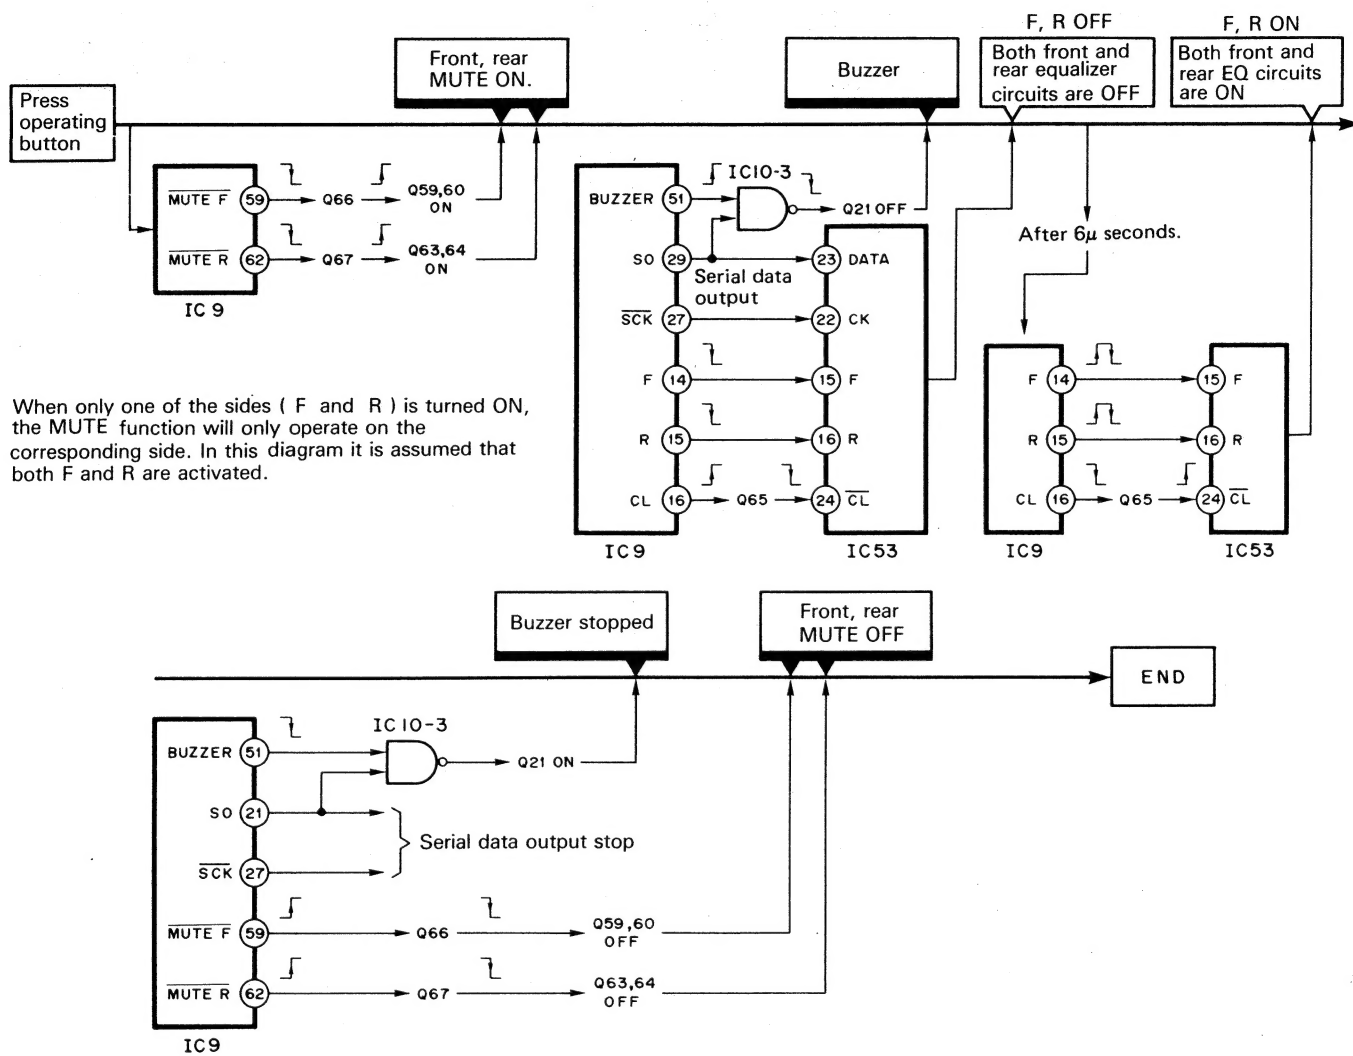 F, R OFF
F, R ON
Press
operating
button
Front, rear
MUTE ON.
Buzzer
Both front and
rear equalizer
circuits are OFF
Both front and
rear EQ circuits
are ON
MUTE F
59
Q66
Q59,60
ON
MUTE R
62
Q67
Q63,64
ON
IC 9
BUZZER
51
IC10-3
Q21 OFF
SO
29
Serial data
output
23
DATA
SCK
27
22
CK
F
14
15
F
R
15
16
R
CL
16
Q65
24
CL
IC9
IC53
After 6μ seconds.
F
14
15
F
R
15
16
R
CL
16
Q65
24
CL
IC9
IC53
When only one of the sides ( F and R ) is turned ON,
the MUTE function will only operate on the
corresponding side. In this diagram it is assumed that
both F and R are activated.
Buzzer stopped
Front, rear
MUTE OFF
END
BUZZER
51
IC10-3
Q21 ON
SO
21
Serial data output stop
SCK
27
MUTE F
59
Q66
Q59,60
OFF
MUTE R
62
Q67
Q63,64
OFF
IC9